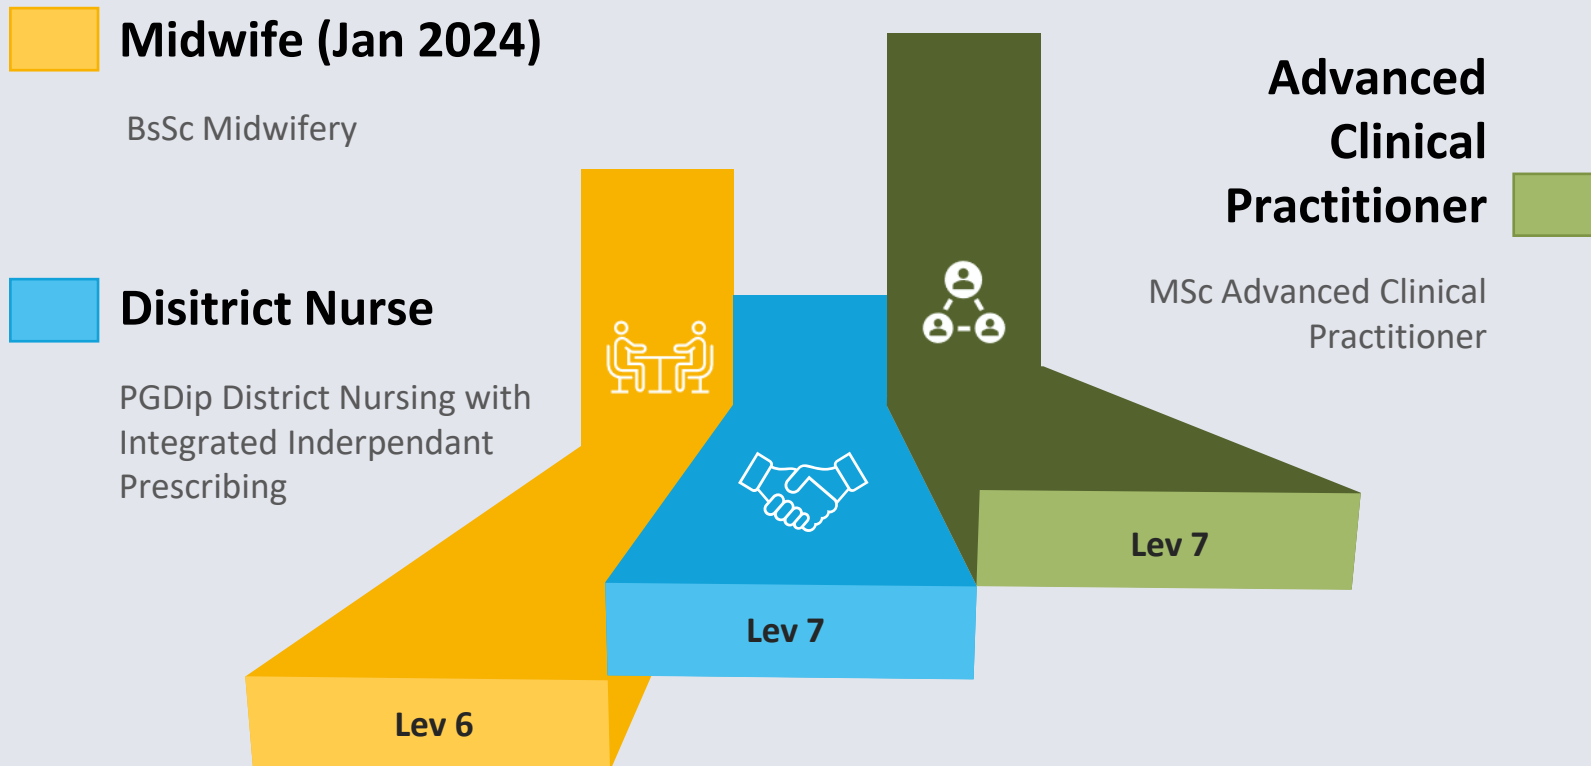 Midwife (Jan 2024)
BsSc Midwifery
Disitrict Nurse
PGDip District Nursing with
Integrated Inderpendant
Prescribing
Advanced
Clinical
Practitioner
MSc Advanced Clinical
Practitioner
Lev 7
Lev 7
Lev 6